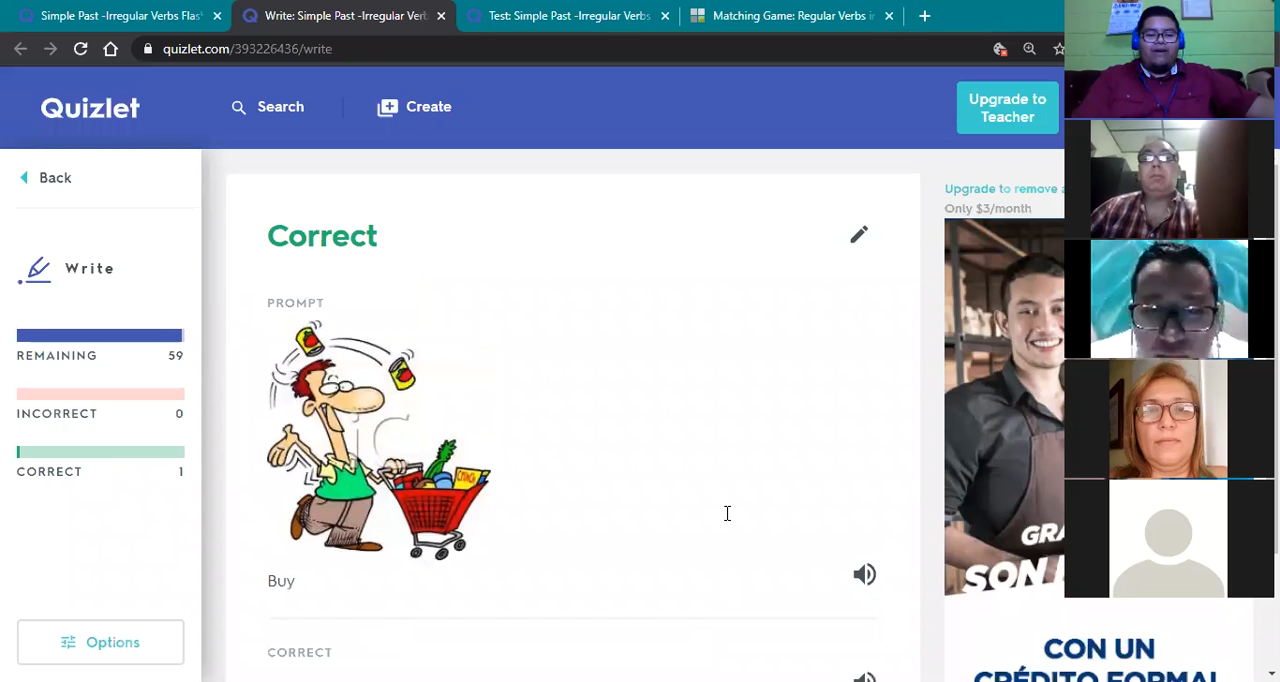 Simple Past -Irregular Verbs Flas
Write: Simple Past -Irregular Verb
Test: Simple Past -Irregular Verbs
Matching Game: Regular Verbs in
quizlet.com/393226436/write
Quizlet
Search
Create
Upgrade to
Teacher
Back
Write
REMAINING 59
INCORRECT 0
CORRECT 1
Options
Correct
PROMPT
Buy
CORRECT
Upgrade to remove a
Only $3/month
GRA
SON
CON UN
CRÉDITO FORMAL